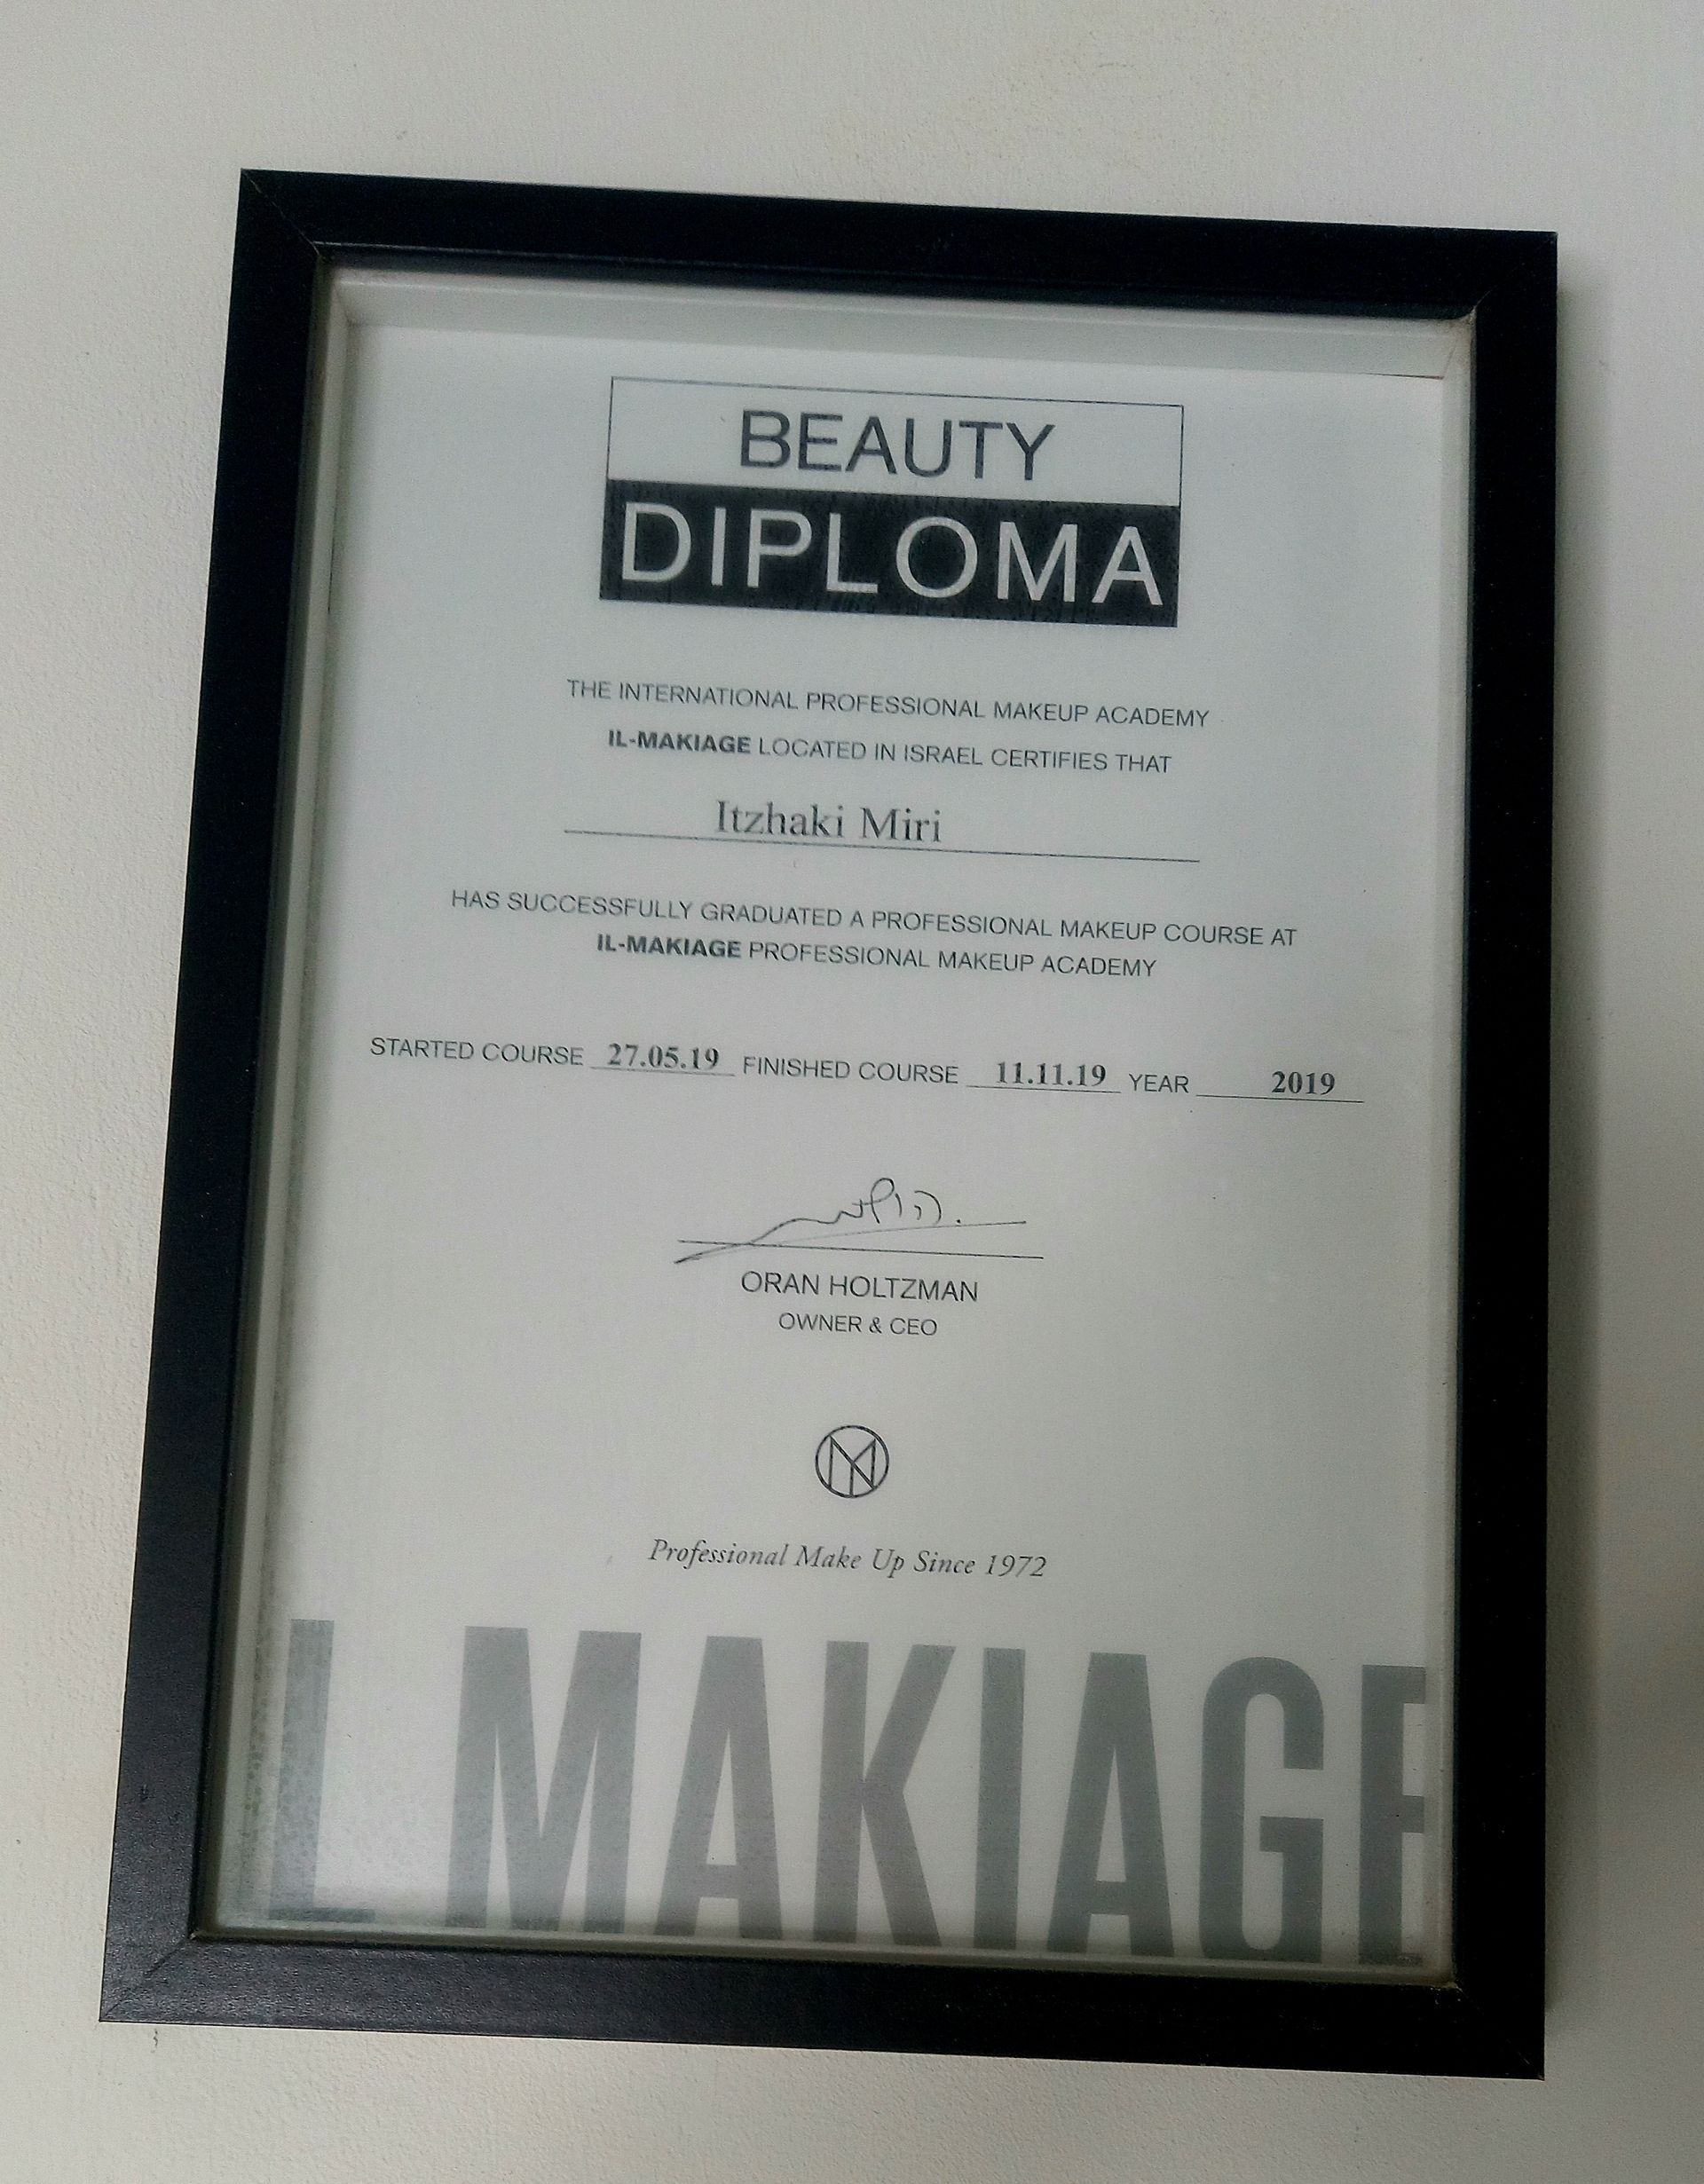 BEAUTY
DIPLOMA
THE INTERNATIONAL PROFESSIONAL MAKEUP ACADEMY
IL-MAKIAGE LOCATED IN ISRAEL CERTIFIES THAT
Itzhaki Miri
HAS SUCCESSFULLY GRADUATED A PROFESSIONAL MAKEUP COURSE AT
IL-MAKIAGE PROFESSIONAL MAKEUP ACADEMY
STARTED COURSE 27.05.19 FINISHED COURSE 11.11.19 YEAR 2019
ORAN HOLTZMAN
OWNER & CEO
Professional Make Up Since 1972
IL MAKIAGE